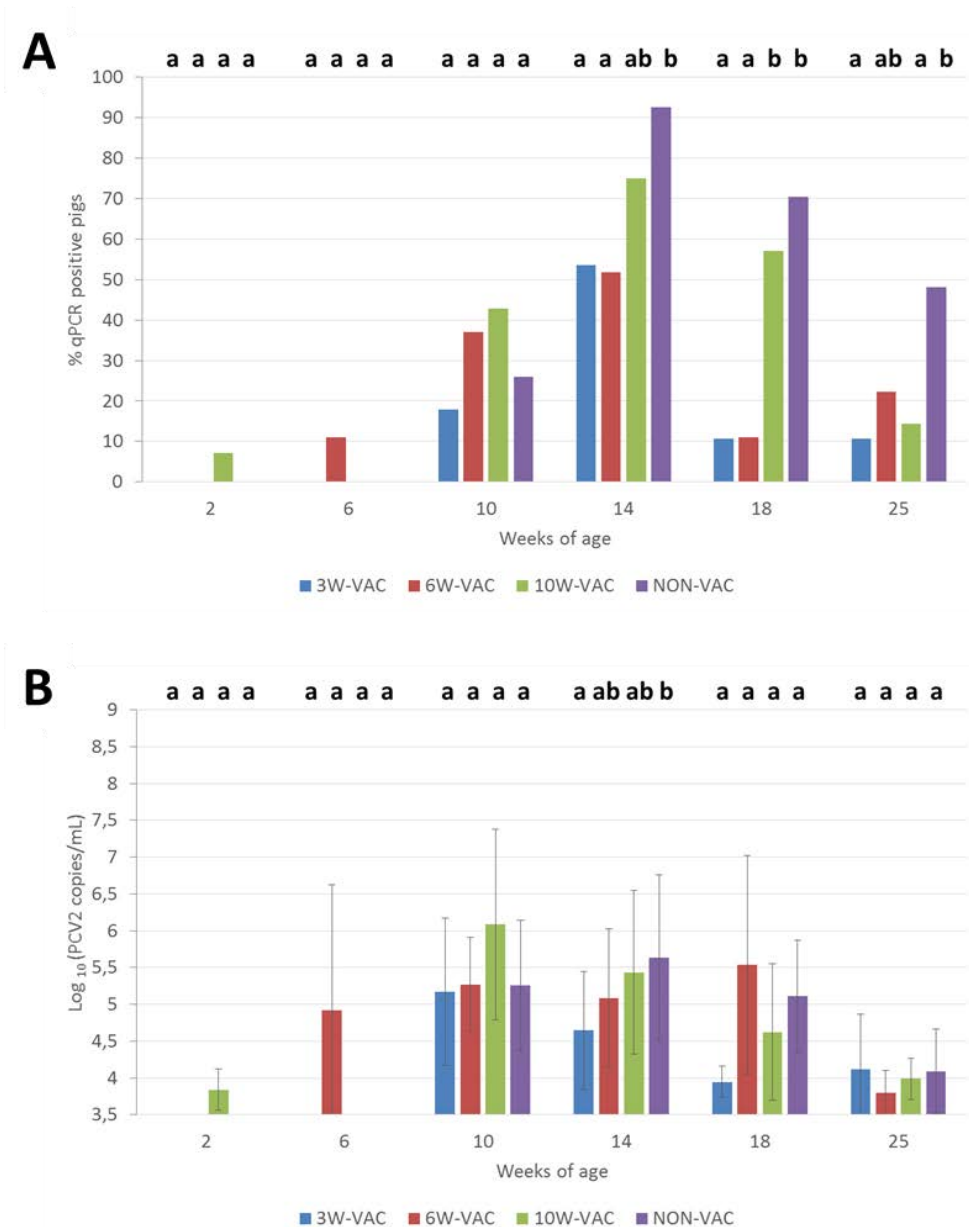 A
a a a a a a a a a a a a a a ab b a a b b a ab a b
100
90
80
70
60
50
40
30
20
10
0
% qPCR positive pigs
2 6 10 14 18 25
Weeks of age
3W-VAC 6W-VAC 10W-VAC NON-VAC
B
a a a a a a a a a a a a a ab ab b a a a a a a a a
9
8,5
8
7,5
7
6,5
6
5,5
5
4,5
4
3,5
Log 10 (PCV2 copies/mL)
2 6 10 14 18 25
Weeks of age
3W-VAC 6W-VAC 10W-VAC NON-VAC